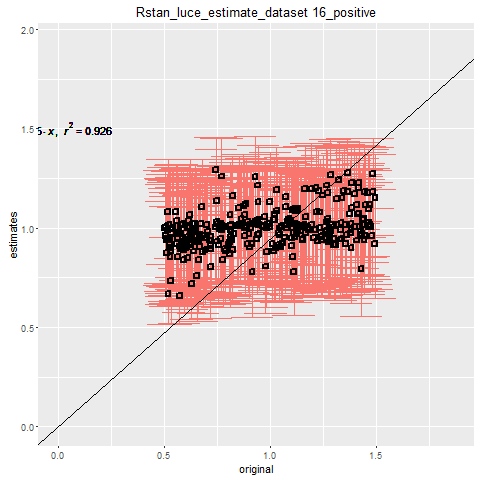 Rstan_luce_estimate_dataset 16_positive
2.0
1.5
5· x, r² = 0.926
1.0
0.5
0.0
estimates
0.0 0.5 1.0 1.5
original